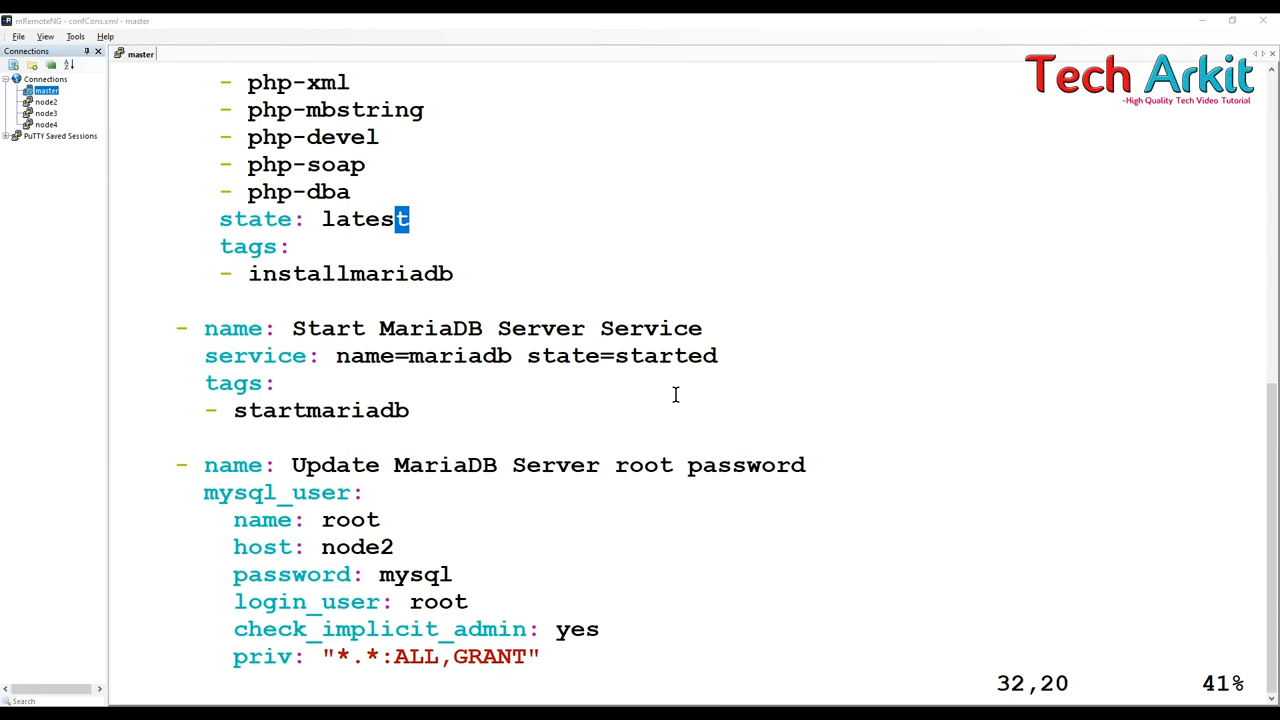 mRemoteNG - confCons.xml - master
File View Tools Help
Connections
master
Connections
master
node2
node3
node4
PuTTY Saved Sessions
Search
Tech Arkit
-High Quality Tech Video Tutorial
- php-xml
- php-mbstring
- php-devel
- php-soap
- php-dba
state: latest
tags:
- installmariadb
- name: Start MariaDB Server Service
service: name=mariadb state=started
tags:
- startmariadb
- name: Update MariaDB Server root password
mysql_user:
name: root
host: node2
password: mysql
login_user: root
check_implicit_admin: yes
priv: "*.*:ALL,GRANT"
32,20 41%